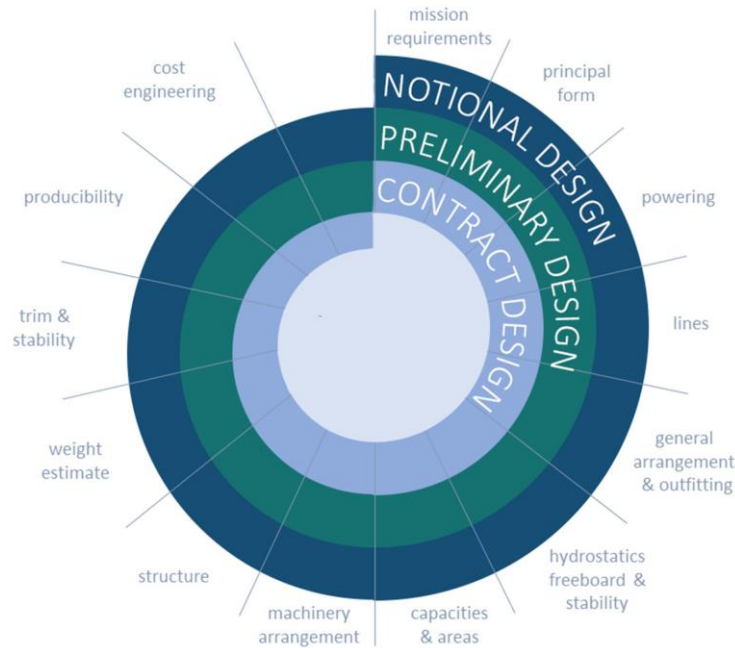 mission
requirements
principal
form
powering
lines
general
arrangement
& outfitting
hydrostatics
freeboard &
stability
capacities
& areas
machinery
arrangement
structure
weight
estimate
trim &
stability
producibility
cost
engineering
NOTIONAL DESIGN
PRELIMINARY DESIGN
CONTRACT DESIGN